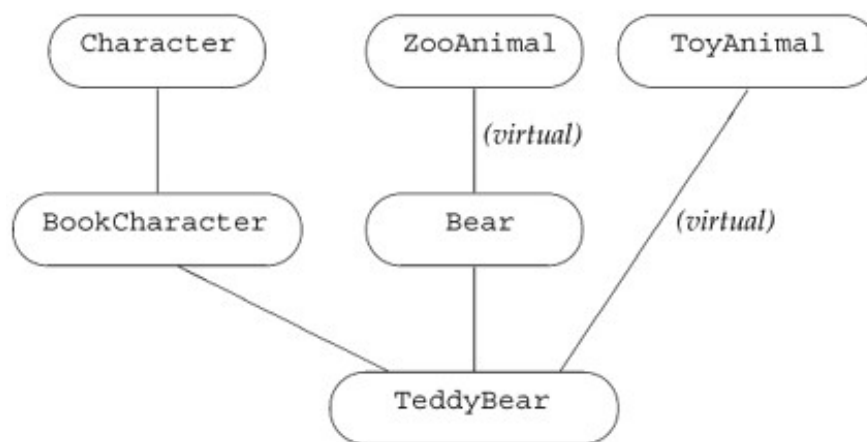 Character
ZooAnimal
ToyAnimal
(virtual)
BookCharacter
Bear
(virtual)
TeddyBear